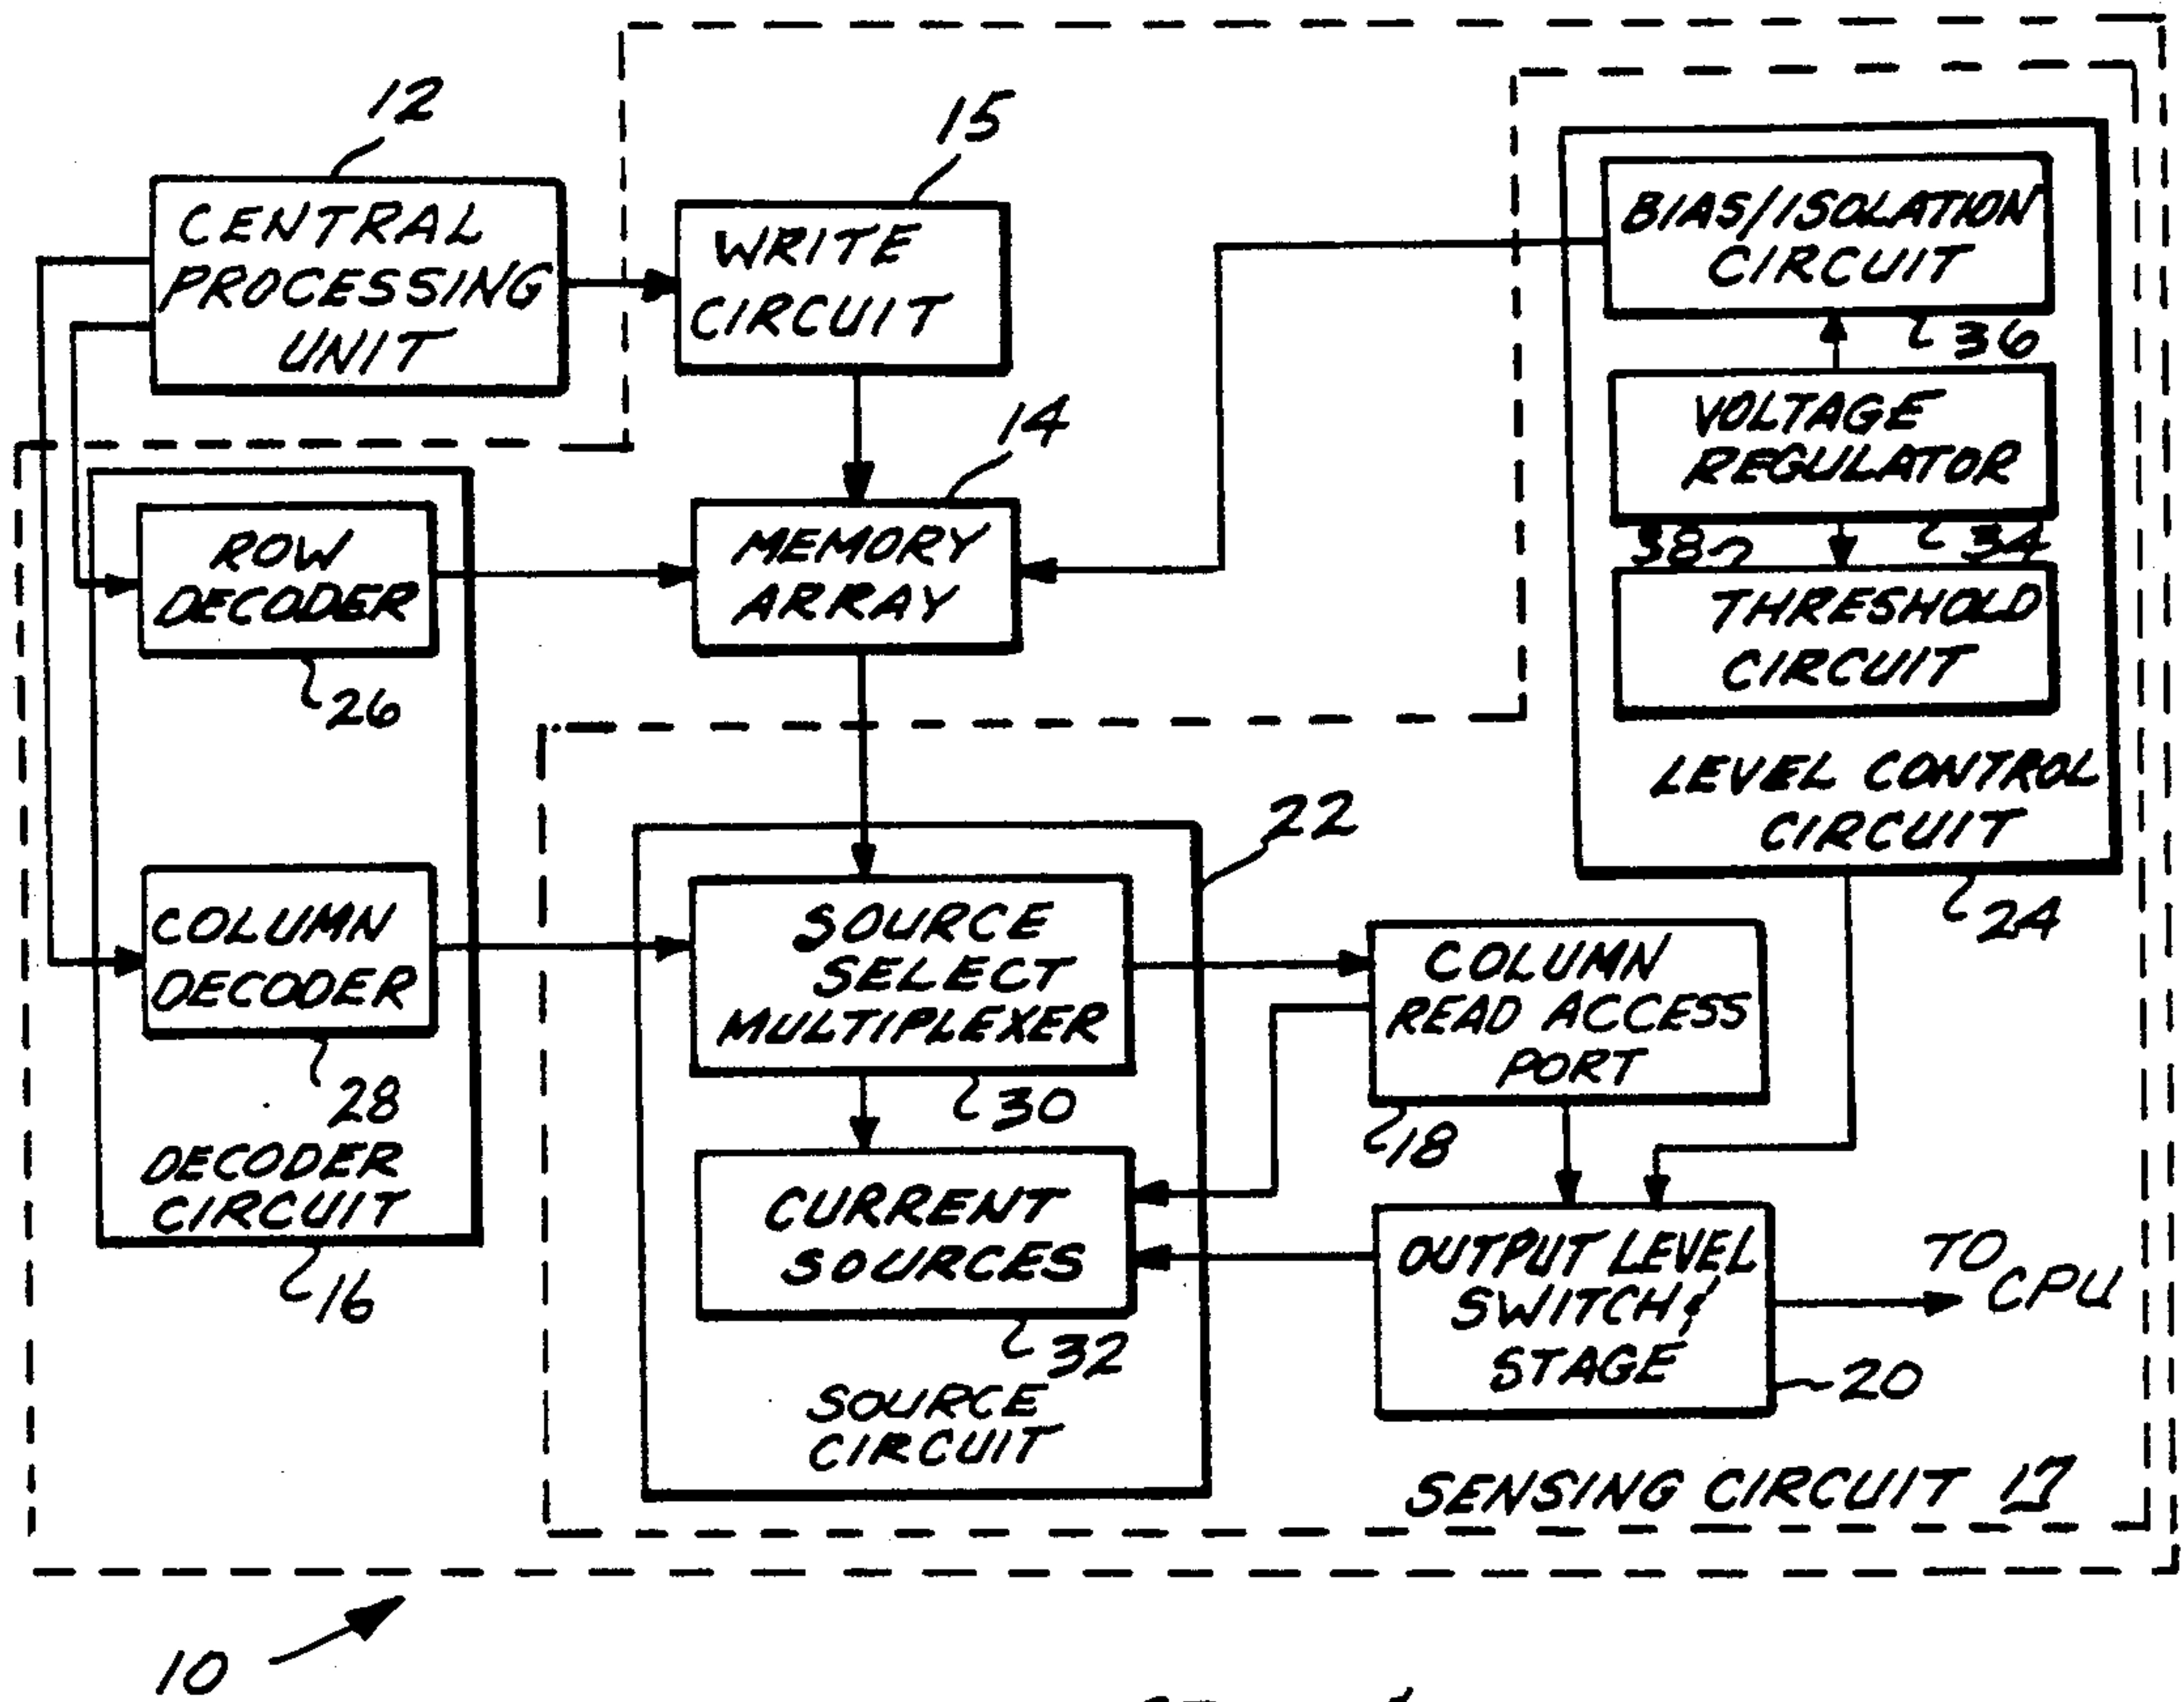 12
CENTRAL
PROCESSING
UNIT
15
WRITE
CIRCUIT
BIAS/ISOLATION
CIRCUIT
36
VOLTAGE
REGULATOR
38
34
THRESHOLD
CIRCUIT
LEVEL CONTROL
CIRCUIT
24
14
MEMORY
ARRAY
ROW
DECODER
26
COLUMN
DECODER
28
DECODER
CIRCUIT
16
22
SOURCE
SELECT
MULTIPLEXER
30
CURRENT
SOURCES
32
SOURCE
CIRCUIT
COLUMN
READ ACCESS
PORT
18
OUTPUT LEVEL
SWITCH &
STAGE
20
TO
CPU
SENSING CIRCUIT 17
10